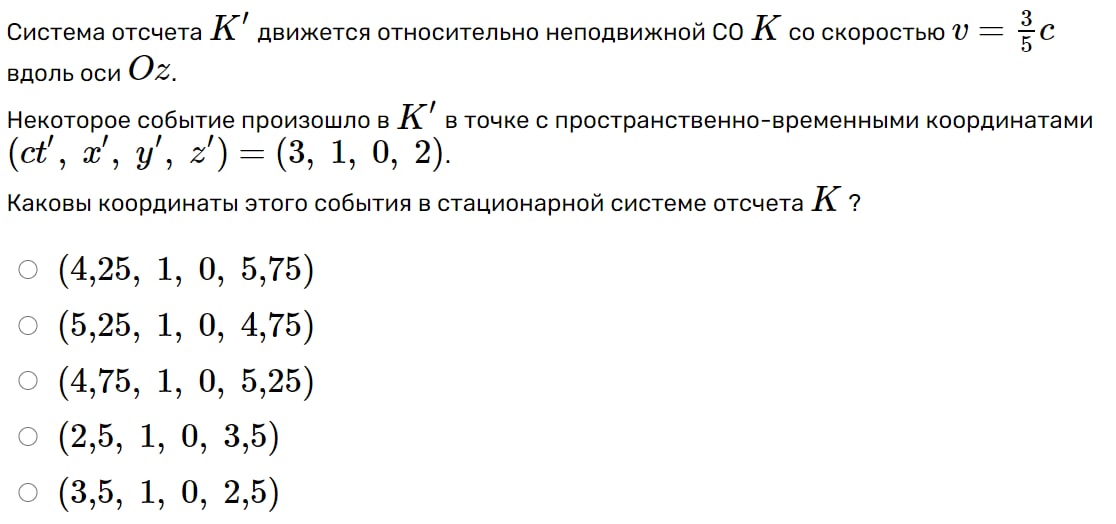 Система отсчета K′ движется относительно неподвижной СО K со скоростью v = 3/5 c
вдоль оси Oz.
Некоторое событие произошло в K′ в точке с пространственно-временными координатами
(ct′, x′, y′, z′) = (3, 1, 0, 2).
Каковы координаты этого события в стационарной системе отсчета K ?
(4,25, 1, 0, 5,75)
(5,25, 1, 0, 4,75)
(4,75, 1, 0, 5,25)
(2,5, 1, 0, 3,5)
(3,5, 1, 0, 2,5)